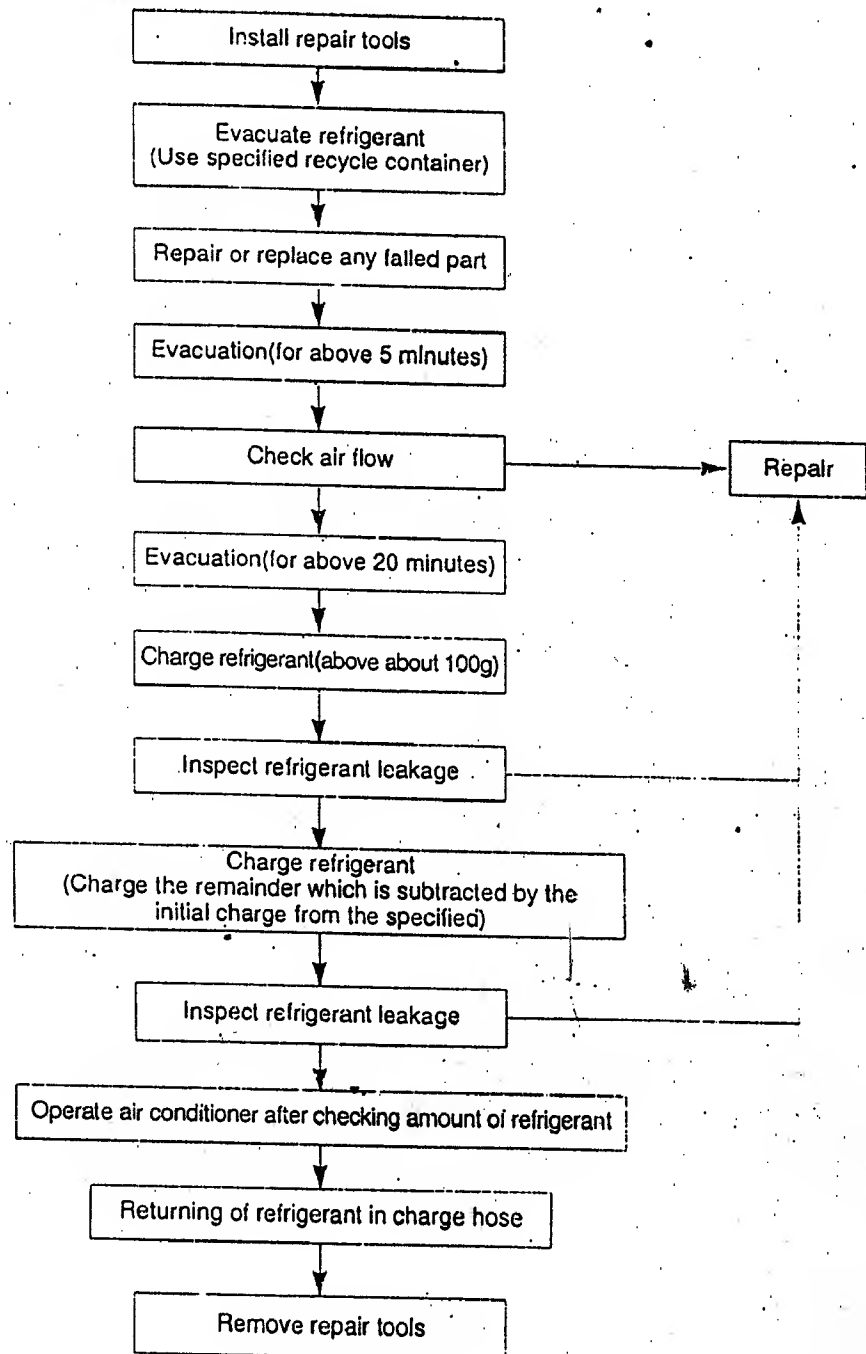 Install repair tools
Evacuate refrigerant
(Use specified recycle container)
Repair or replace any falled part
Evacuation(for above 5 minutes)
Check air flow
Repair
Evacuation(for above 20 minutes)
Charge refrigerant(above about 100g)
Inspect refrigerant leakage
Charge refrigerant
(Charge the remainder which is subtracted by the
initial charge from the specified)
Inspect refrigerant leakage
Operate air conditioner after checking amount of refrigerant
Returning of refrigerant in charge hose
Remove repair tools